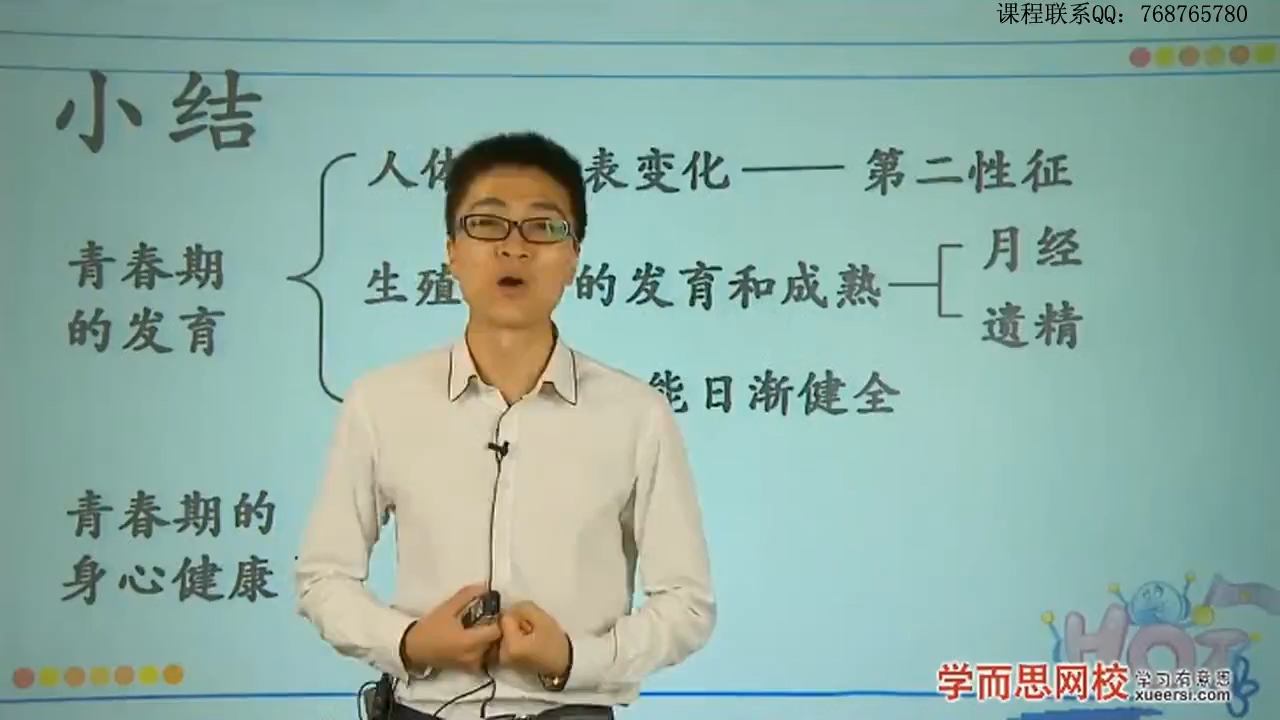 课程联系QQ：768765780
小结
人体 表变化 —— 第二性征
青春期
的发育
生殖 的发育和成熟
月经
遗精
能日渐健全
青春期的
身心健康
HOT
学而思网校
学习有意思
xueersi.com